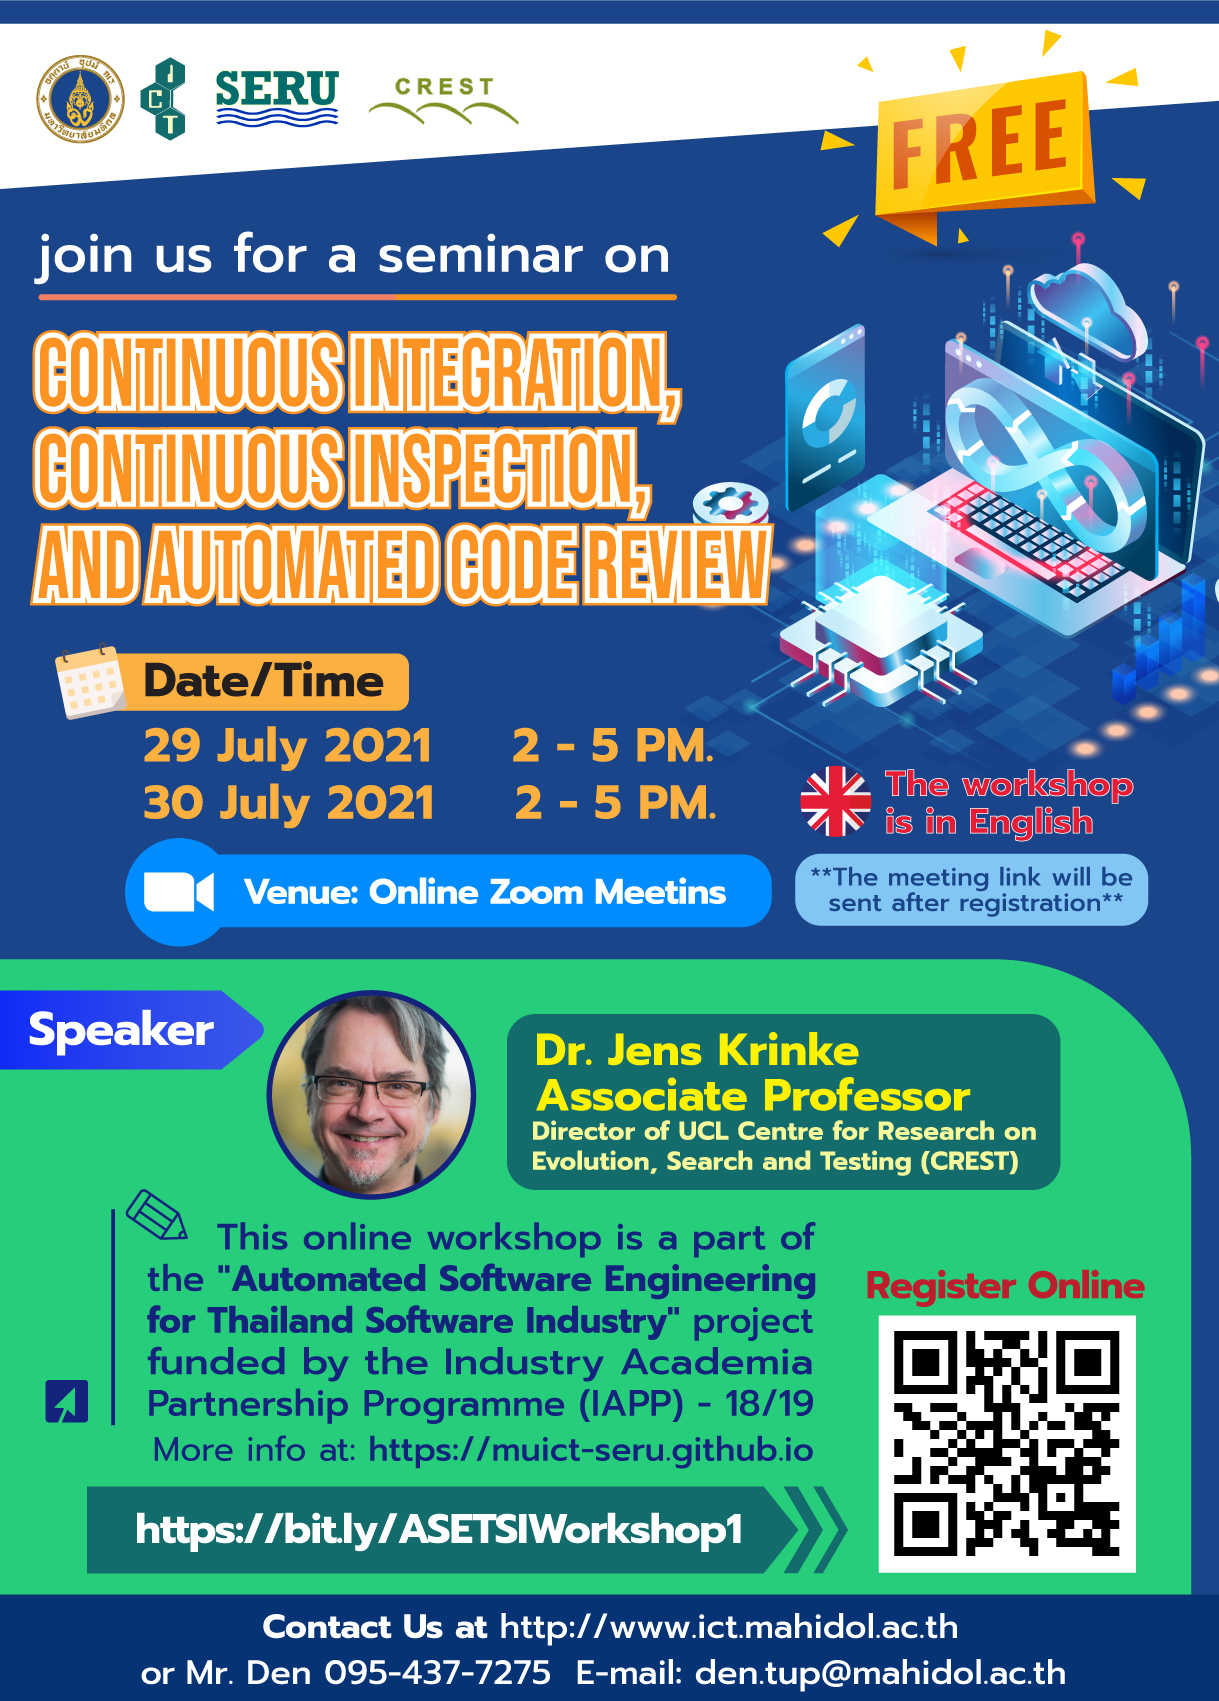 J
C
T
SERU
CREST
FREE
join us for a seminar on
CONTINUOUS INTEGRATION,
CONTINUOUS INSPECTION,
AND AUTOMATED CODE REVIEW
Date/Time
29 July 2021 2 - 5 PM.
30 July 2021 2 - 5 PM.
The workshop
is in English
Venue: Online Zoom Meetins
**The meeting link will be
sent after registration**
Speaker
Dr. Jens Krinke
Associate Professor
Director of UCL Centre for Research on
Evolution, Search and Testing (CREST)
This online workshop is a part of
the "Automated Software Engineering
for Thailand Software Industry" project
funded by the Industry Academia
Partnership Programme (IAPP) - 18/19
More info at: https://muict-seru.github.io
Register Online
https://bit.ly/ASETSIWorkshop1
Contact Us at http://www.ict.mahidol.ac.th
or Mr. Den 095-437-7275 E-mail: den.tup@mahidol.ac.th